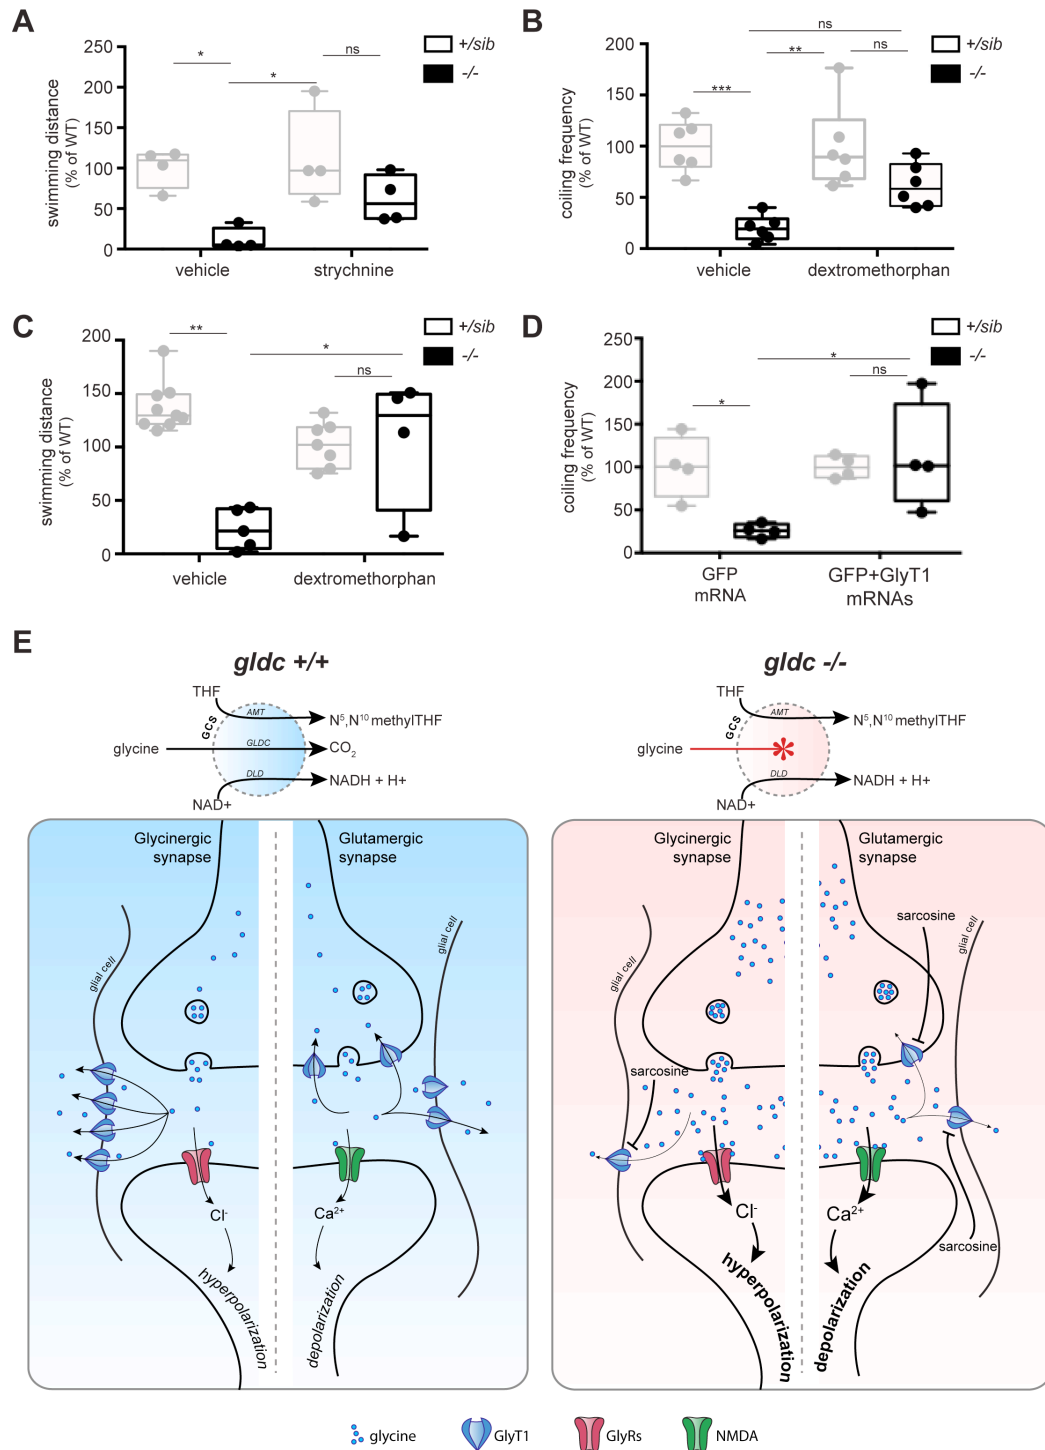 A
swimming distance
(% of WT)
250
200
150
100
50
0
*
*
ns
+/sib
-/-
vehicle
strychnine
B
coiling frequency
(% of WT)
200
150
100
50
0
ns
**
ns
***
+/sib
-/-
vehicle
dextromethorphan
C
swimming distance
(% of WT)
200
150
100
50
0
**
*
ns
+/sib
-/-
vehicle
dextromethorphan
D
coiling frequency
(% of WT)
250
200
150
100
50
0
*
*
ns
+/sib
-/-
GFP
mRNA
GFP+GlyT1
mRNAs
E
gldc +/+
THF
GCS
AMT
N⁵,N¹⁰ methylTHF
glycine
GLDC
CO₂
DLD
NADH + H+
NAD+
Glycinergic
synapse
Glutamergic
synapse
glial cell
glial cell
Cl⁻
Ca²⁺
hyperpolarization
depolarization
gldc -/-
THF
GCS
AMT
N⁵,N¹⁰ methylTHF
glycine
DLD
NADH + H+
NAD+
Glycinergic
synapse
Glutamergic
synapse
sarcosine
glial cell
glial cell
sarcosine
Cl⁻
Ca²⁺
sarcosine
hyperpolarization
depolarization
glycine
GlyT1
GlyRs
NMDA